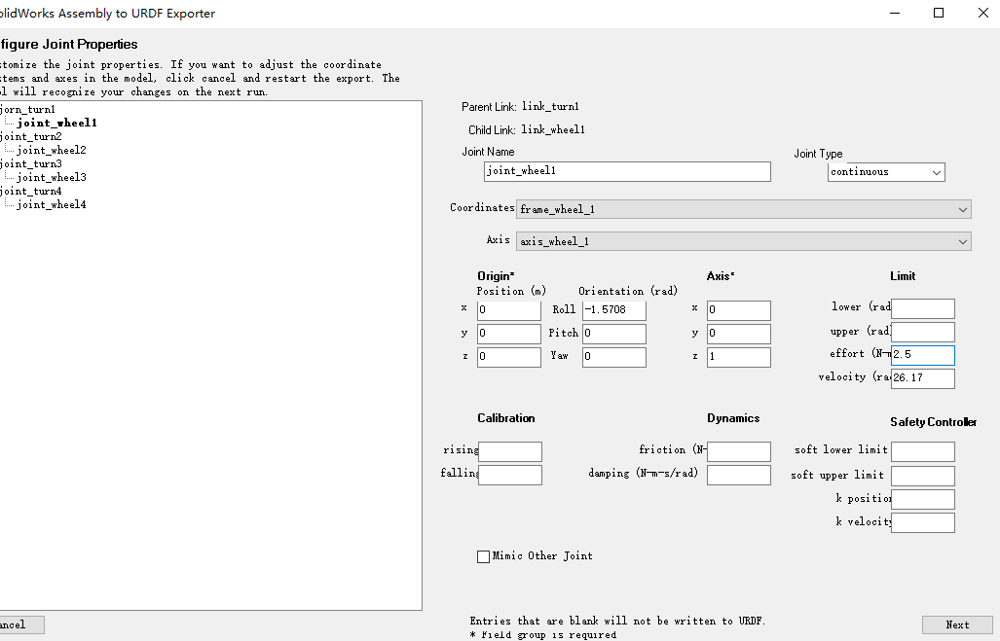 olidWorks Assembly to URDF Exporter
figure Joint Properties
stomize the joint properties. If you want to adjust the coordinate
stems and axes in the model, click cancel and restart the export. The
ol will recognize your changes on the next run.
jorn_turn1
joint_wheel1
joint_turn2
joint_wheel2
joint_turn3
joint_wheel3
joint_turn4
joint_wheel4
Parent Link: link_turn1
Child Link: link_wheel1
Joint Name
joint_wheel1
Joint Type
continuous
Coordinates frame_wheel_1
Axis axis_wheel_1
Origin*
Position (m) Orientation (rad)
x 0 Roll -1.5708
y 0 Pitch 0
z 0 Yaw 0
Axis*
x 0
y 0
z 1
Limit
lower (rad
upper (rad)
effort (N-m 2.5
velocity (ra 26.17
Calibration
rising
falling
Dynamics
friction (N-
damping (N-m-s/rad)
Safety Controller
soft lower limit
soft upper limit
k position
k velocity
Mimic Other Joint
ancel
Entries that are blank will not be written to URDF.
* Field group is required
Next